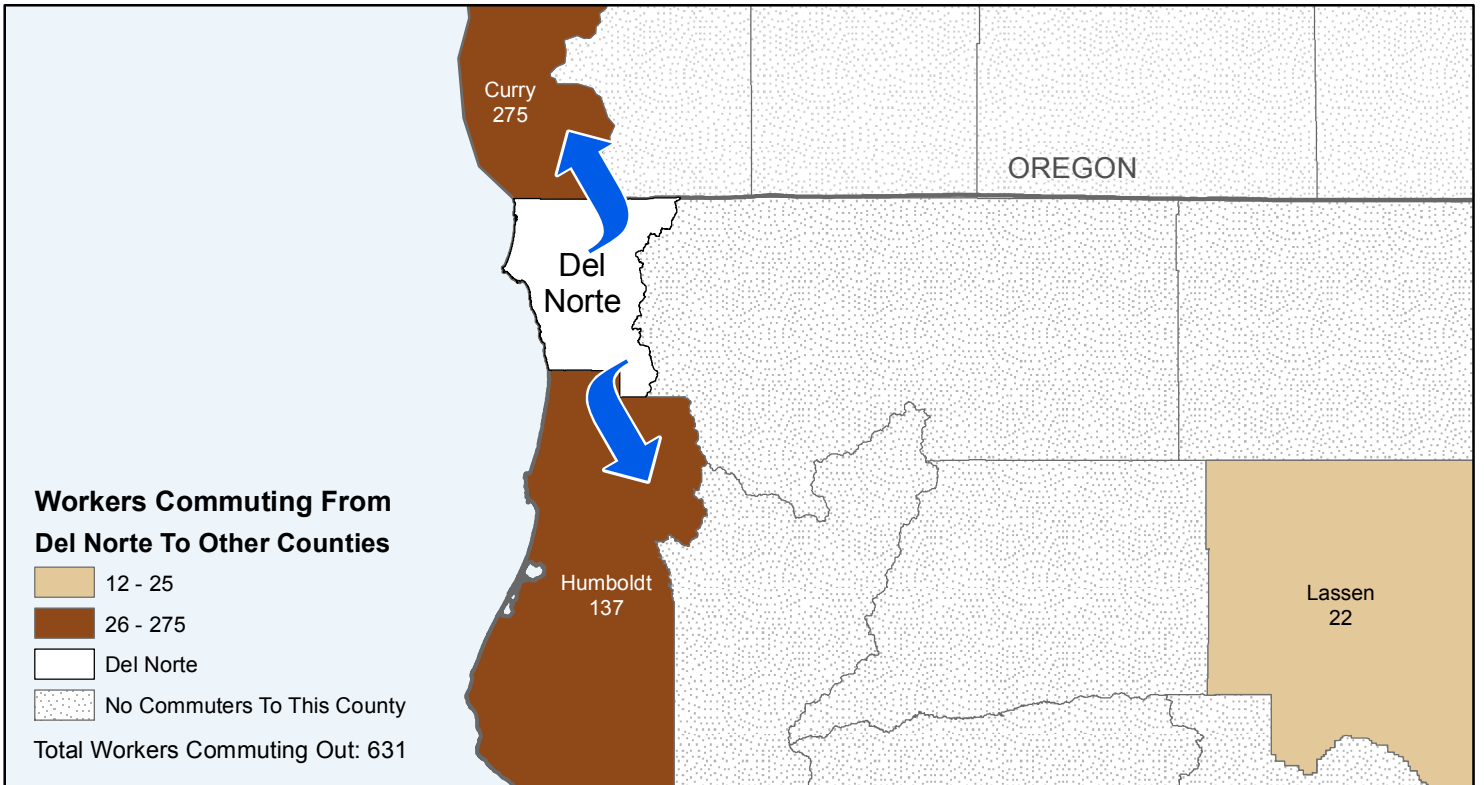 Curry
275
OREGON
Del
Norte
Humboldt
137
Lassen
22
Workers Commuting From
Del Norte To Other Counties
12 - 25
26 - 275
Del Norte
No Commuters To This County
Total Workers Commuting Out: 631